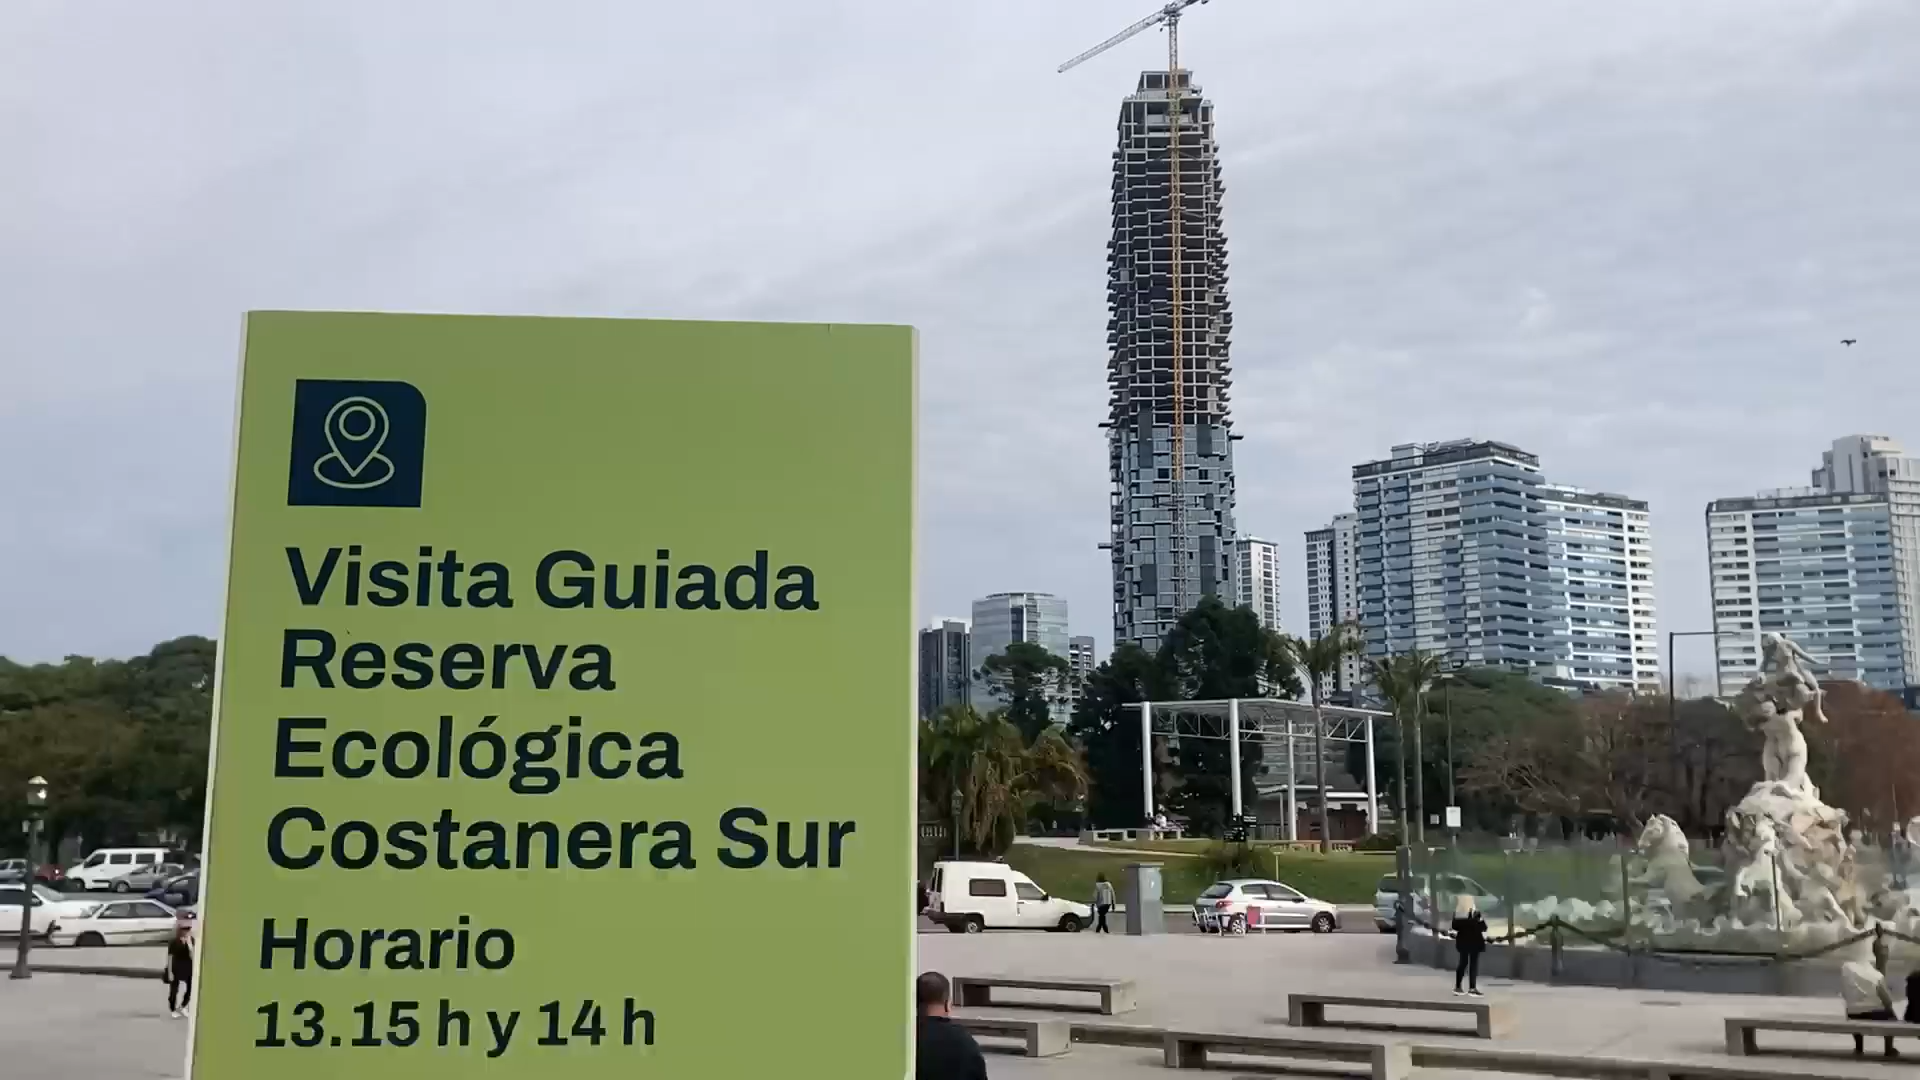 Visita Guiada
Reserva
Ecológica
Costanera Sur
Horario
13.15 h y 14 h